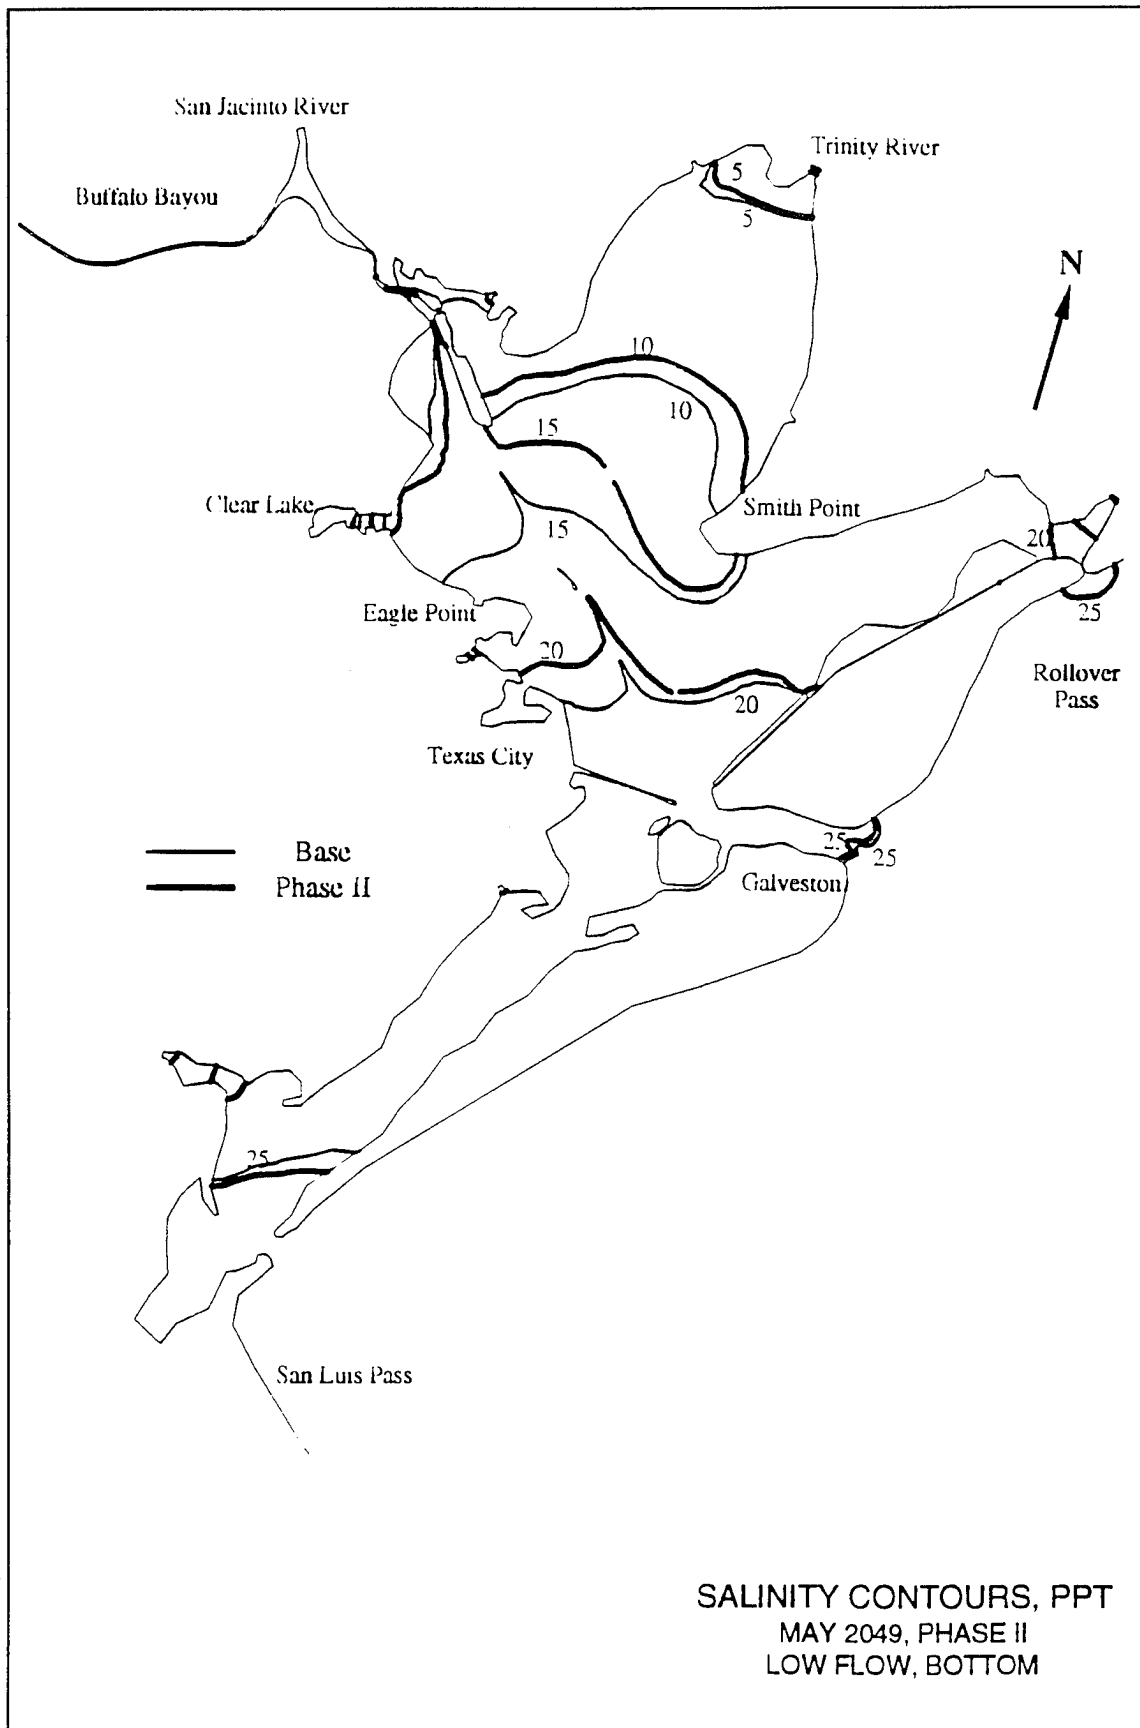 San Jacinto River
Trinity River
Buffalo Bayou
5
5
N
10
10
15
Clear Lake
Smith Point
15
20
Eagle Point
25
20
Rollover
Pass
20
Texas City
25
25
Base
Phase II
Galveston
25
San Luis Pass
SALINITY CONTOURS, PPT
MAY 2049, PHASE II
LOW FLOW, BOTTOM